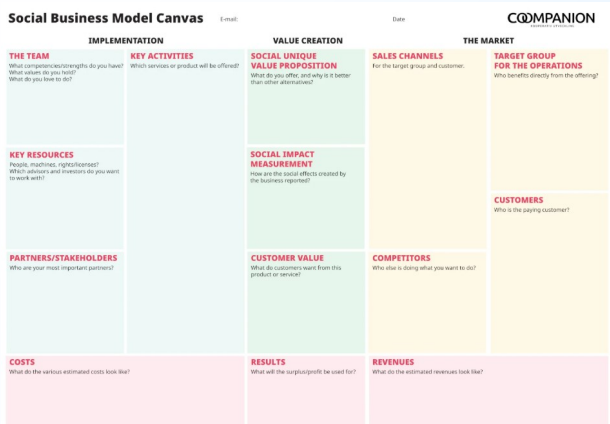 Social Business Model Canvas
E-mail:
Date
COOMPANION
IMPLEMENTATION
VALUE CREATION
THE MARKET
THE TEAM
What competencies/strengths do you have?
What values do you hold?
What do you love to do?
KEY ACTIVITIES
Which services or product will be offered?
SOCIAL UNIQUE
VALUE PROPOSITION
What do you offer, and why is it better
than other alternatives?
SALES CHANNELS
For the target group and customer.
TARGET GROUP
FOR THE OPERATIONS
Who benefits directly from the offering?
KEY RESOURCES
People, machines, rights/licenses?
Which advisors and investors do you want
to work with?
SOCIAL IMPACT
MEASUREMENT
How are the social effects created by
the business reported?
CUSTOMERS
Who is the paying customer?
PARTNERS/STAKEHOLDERS
Who are your most important partners?
CUSTOMER VALUE
What do customers want from this
product or service?
COMPETITORS
Who else is doing what you want to do?
COSTS
What do the various estimated costs look like?
RESULTS
What will the surplus/profit be used for?
REVENUES
What do the estimated revenues look like?